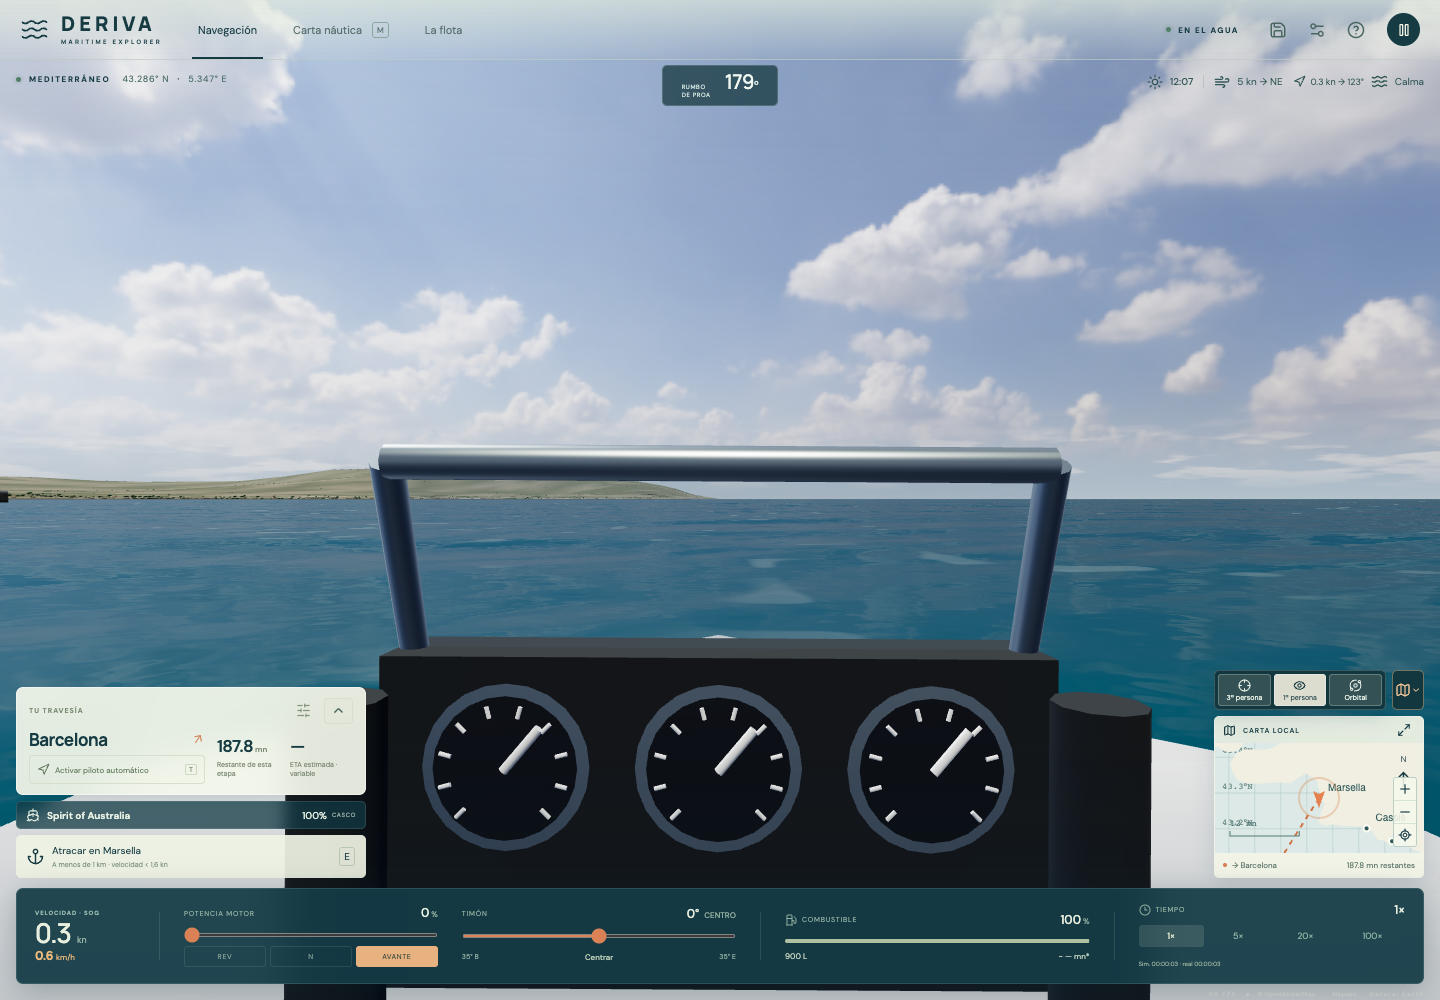 DERIVA
MARITIME EXPLORER
Navegación
Carta náutica M
La flota
EN EL AGUA
MEDITERRÁNEO 43.286° N · 5.347° E
RUMBO DE PROA 179°
12:07 5 kn → NE 0.3 kn → 123° Calma
TU TRAVESÍA
Barcelona
187.8 mn
Restante de esta etapa
—
ETA estimada · variable
Activar piloto automático T
Spirit of Australia 100% CASCO
Atracar en Marsella
A menos de 1 km · velocidad < 1,6 kn
E
3ª persona
1ª persona
Orbital
CARTA LOCAL
N
43.3°N
Marsella
→ Barcelona 187.8 mn restantes
VELOCIDAD · SOG
0.3 kn
0.6 km/h
POTENCIA MOTOR 0 %
REV N AVANTE
TIMÓN 0° CENTRO
35° B Centrar 35° E
COMBUSTIBLE 100 %
900 L – — mn*
TIEMPO 1×
1× 5× 20× 100×
Sim. 00:00:03 · real 00:00:03